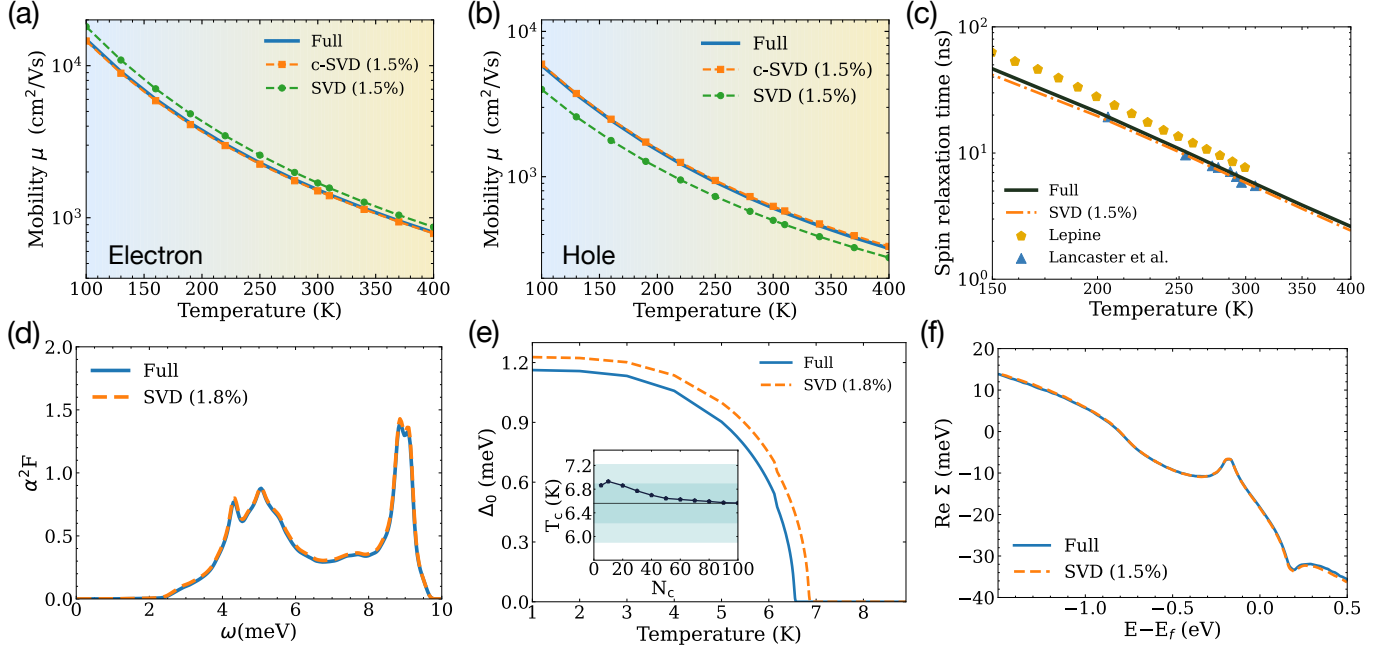 (a)
Mobility μ (cm²/Vs)
10⁴
10³
Full
c-SVD (1.5%)
SVD (1.5%)
Electron
100 150 200 250 300 350 400
Temperature (K)
(b)
Mobility μ (cm²/Vs)
10⁴
10³
Full
c-SVD (1.5%)
SVD (1.5%)
Hole
100 150 200 250 300 350 400
Temperature (K)
(c)
Spin relaxation time (ns)
10²
10¹
10⁰
Full
SVD (1.5%)
Lepine
Lancaster et al.
150 200 250 300 350 400
Temperature (K)
(d)
α²F
2.0
1.5
1.0
0.5
0.0
Full
SVD (1.8%)
0 2 4 6 8 10
ω(meV)
(e)
Δ₀ (meV)
1.2
0.9
0.6
0.3
0.0
Full
SVD (1.8%)
T_c (K)
7.2
6.8
6.4
6.0
0 20 40 60 80 100
N_c
1 2 3 4 5 6 7 8
Temperature (K)
(f)
Re Σ (meV)
20
10
0
−10
−20
−30
−40
Full
SVD (1.5%)
−1.0 −0.5 0.0 0.5
E−E_f (eV)